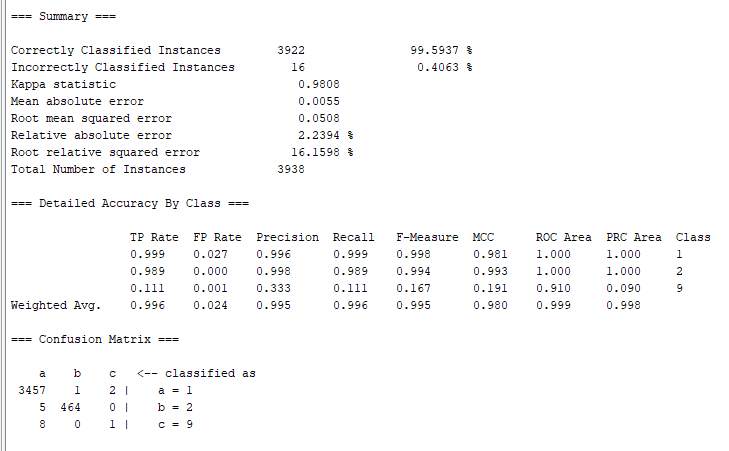 === Summary ===
Correctly Classified Instances 3922 99.5937 %
Incorrectly Classified Instances 16 0.4063 %
Kappa statistic 0.9808
Mean absolute error 0.0055
Root mean squared error 0.0508
Relative absolute error 2.2394 %
Root relative squared error 16.1598 %
Total Number of Instances 3938
=== Detailed Accuracy By Class ===
TP Rate FP Rate Precision Recall F-Measure MCC ROC Area PRC Area Class
0.999 0.027 0.996 0.999 0.998 0.981 1.000 1.000 1
0.989 0.000 0.998 0.989 0.994 0.993 1.000 1.000 2
0.111 0.001 0.333 0.111 0.167 0.191 0.910 0.090 9
Weighted Avg. 0.996 0.024 0.995 0.996 0.995 0.980 0.999 0.998
=== Confusion Matrix ===
a b c <-- classified as
3457 1 2 | a = 1
5 464 0 | b = 2
8 0 1 | c = 9